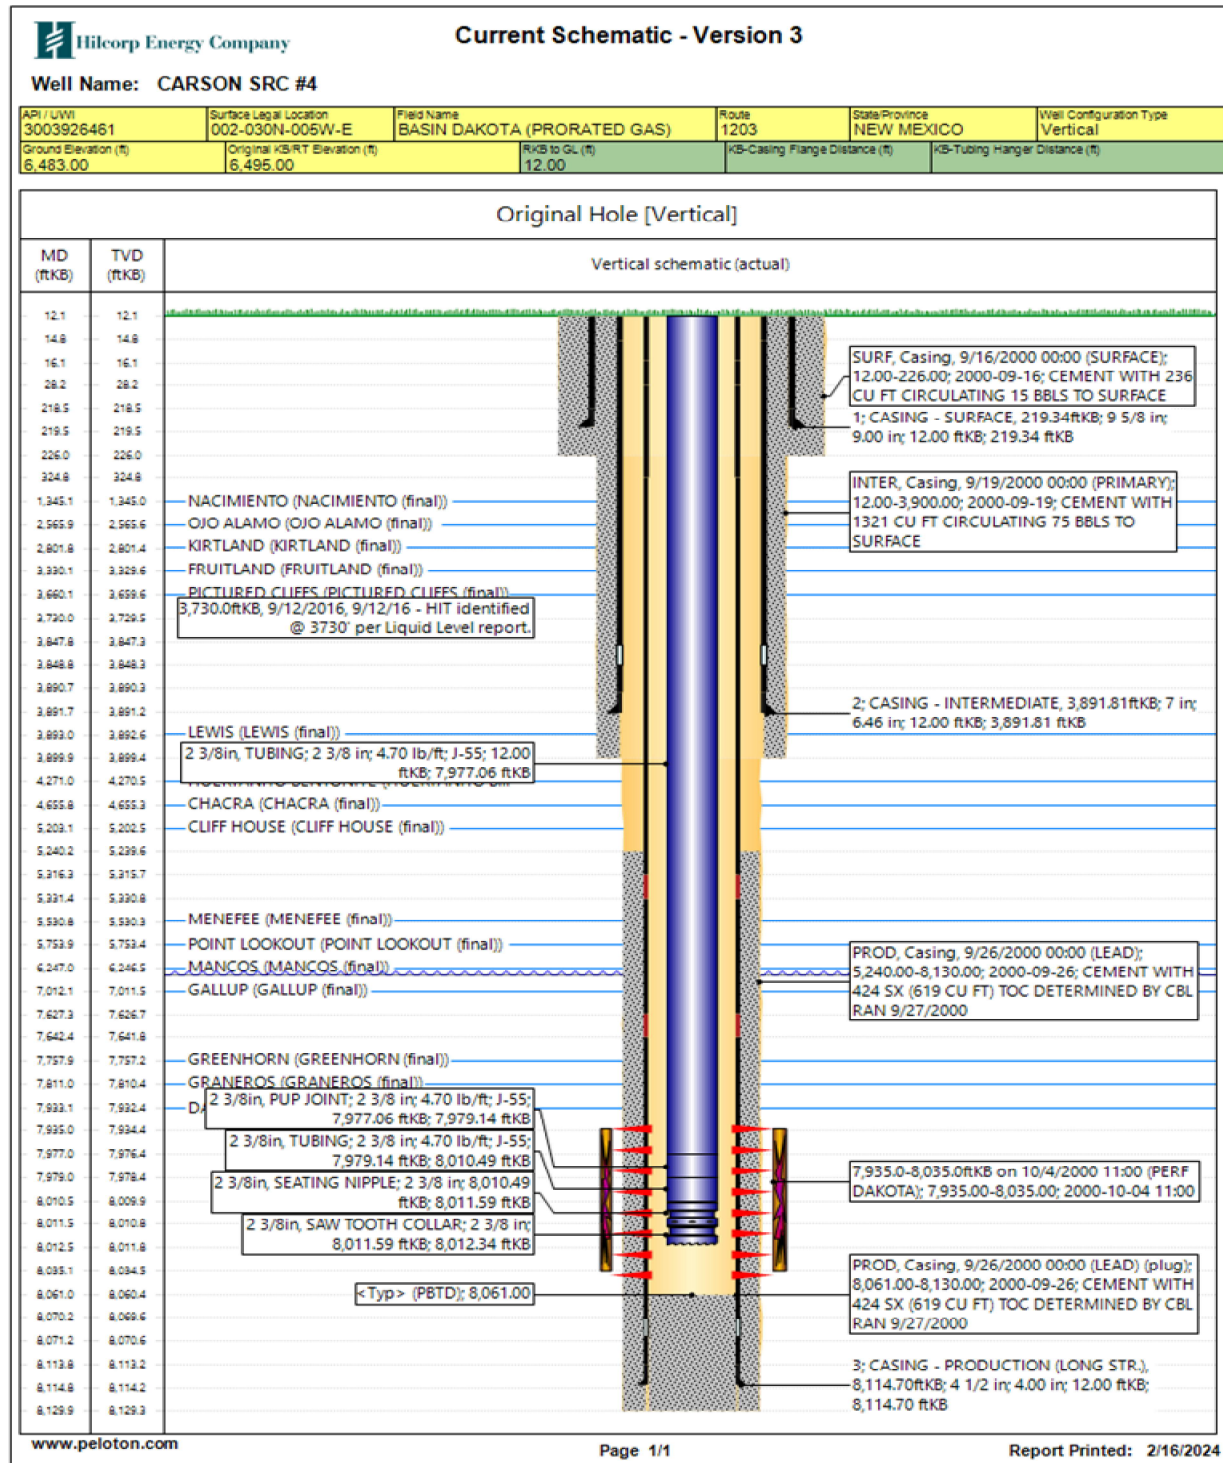 Hilcorp Energy Company
Current Schematic - Version 3
Well Name: CARSON SRC #4
API / UWI
3003926461
Surface Legal Location
002-030N-005W-E
Field Name
BASIN DAKOTA (PRORATED GAS)
Route
1203
State/Province
NEW MEXICO
Well Configuration Type
Vertical
Ground Elevation (ft)
6,483.00
Original KB/RT Elevation (ft)
6,495.00
RKB to GL (ft)
12.00
KB-Casing Flange Distance (ft)
KB-Tubing Hanger Distance (ft)
Original Hole [Vertical]
MD
(ftKB)
TVD
(ftKB)
Vertical schematic (actual)
12.1 12.1
14.8 14.8
16.1 16.1
28.2 28.2
218.5 218.5
219.5 219.5
226.0 226.0
324.8 324.8
1,345.1 1,345.0
2,565.9 2,565.6
2,801.8 2,801.4
3,330.1 3,329.6
3,660.1 3,659.6
3,730.0 3,729.5
3,847.8 3,847.3
3,848.8 3,848.3
3,890.7 3,890.3
3,891.7 3,891.2
3,893.0 3,892.6
3,899.9 3,899.4
4,271.0 4,270.5
4,655.8 4,655.3
5,203.1 5,202.5
5,240.2 5,239.6
5,316.3 5,315.7
5,331.4 5,330.8
5,530.8 5,530.3
5,753.9 5,753.4
6,247.0 6,246.5
7,012.1 7,011.5
7,627.3 7,626.7
7,642.4 7,641.8
7,757.9 7,757.2
7,811.0 7,810.4
7,933.1 7,932.4
7,935.0 7,934.4
7,977.0 7,976.4
7,979.0 7,978.4
8,010.5 8,009.9
8,011.5 8,010.8
8,012.5 8,011.8
8,035.1 8,034.5
8,061.0 8,060.4
8,070.2 8,069.6
8,071.2 8,070.6
8,113.8 8,113.2
8,114.8 8,114.2
8,129.9 8,129.3
NACIMIENTO (NACIMIENTO (final))
OJO ALAMO (OJO ALAMO (final))
KIRTLAND (KIRTLAND (final))
FRUITLAND (FRUITLAND (final))
PICTURED CLIFFS (PICTURED CLIFFS (final))
3,730.0ftKB, 9/12/2016, 9/12/16 - HIT identified
@ 3730' per Liquid Level report.
LEWIS (LEWIS (final))
2 3/8in, TUBING; 2 3/8 in; 4.70 lb/ft; J-55; 12.00
ftKB; 7,977.06 ftKB
CHACRA (CHACRA (final))
CLIFF HOUSE (CLIFF HOUSE (final))
MENEFEE (MENEFEE (final))
POINT LOOKOUT (POINT LOOKOUT (final))
MANCOS (MANCOS (final))
GALLUP (GALLUP (final))
GREENHORN (GREENHORN (final))
GRANEROS (GRANEROS (final))
2 3/8in, PUP JOINT; 2 3/8 in; 4.70 lb/ft; J-55;
7,977.06 ftKB; 7,979.14 ftKB
2 3/8in, TUBING; 2 3/8 in; 4.70 lb/ft; J-55;
7,979.14 ftKB; 8,010.49 ftKB
2 3/8in, SEATING NIPPLE; 2 3/8 in; 8,010.49
ftKB; 8,011.59 ftKB
2 3/8in, SAW TOOTH COLLAR; 2 3/8 in;
8,011.59 ftKB; 8,012.34 ftKB
<Typ> (PBTD); 8,061.00
SURF, Casing, 9/16/2000 00:00 (SURFACE);
12.00-226.00; 2000-09-16; CEMENT WITH 236
CU FT CIRCULATING 15 BBLS TO SURFACE
1; CASING - SURFACE, 219.34ftKB; 9 5/8 in;
9.00 in; 12.00 ftKB; 219.34 ftKB
INTER, Casing, 9/19/2000 00:00 (PRIMARY);
12.00-3,900.00; 2000-09-19; CEMENT WITH
1321 CU FT CIRCULATING 75 BBLS TO
SURFACE
2; CASING - INTERMEDIATE, 3,891.81ftKB; 7 in;
6.46 in; 12.00 ftKB; 3,891.81 ftKB
PROD, Casing, 9/26/2000 00:00 (LEAD);
5,240.00-8,130.00; 2000-09-26; CEMENT WITH
424 SX (619 CU FT) TOC DETERMINED BY CBL
RAN 9/27/2000
7,935.0-8,035.0ftKB on 10/4/2000 11:00 (PERF
DAKOTA); 7,935.00-8,035.00; 2000-10-04 11:00
PROD, Casing, 9/26/2000 00:00 (LEAD) (plug);
8,061.00-8,130.00; 2000-09-26; CEMENT WITH
424 SX (619 CU FT) TOC DETERMINED BY CBL
RAN 9/27/2000
3; CASING - PRODUCTION (LONG STR.),
8,114.70ftKB; 4 1/2 in; 4.00 in; 12.00 ftKB;
8,114.70 ftKB
www.peloton.com
Page 1/1
Report Printed: 2/16/2024